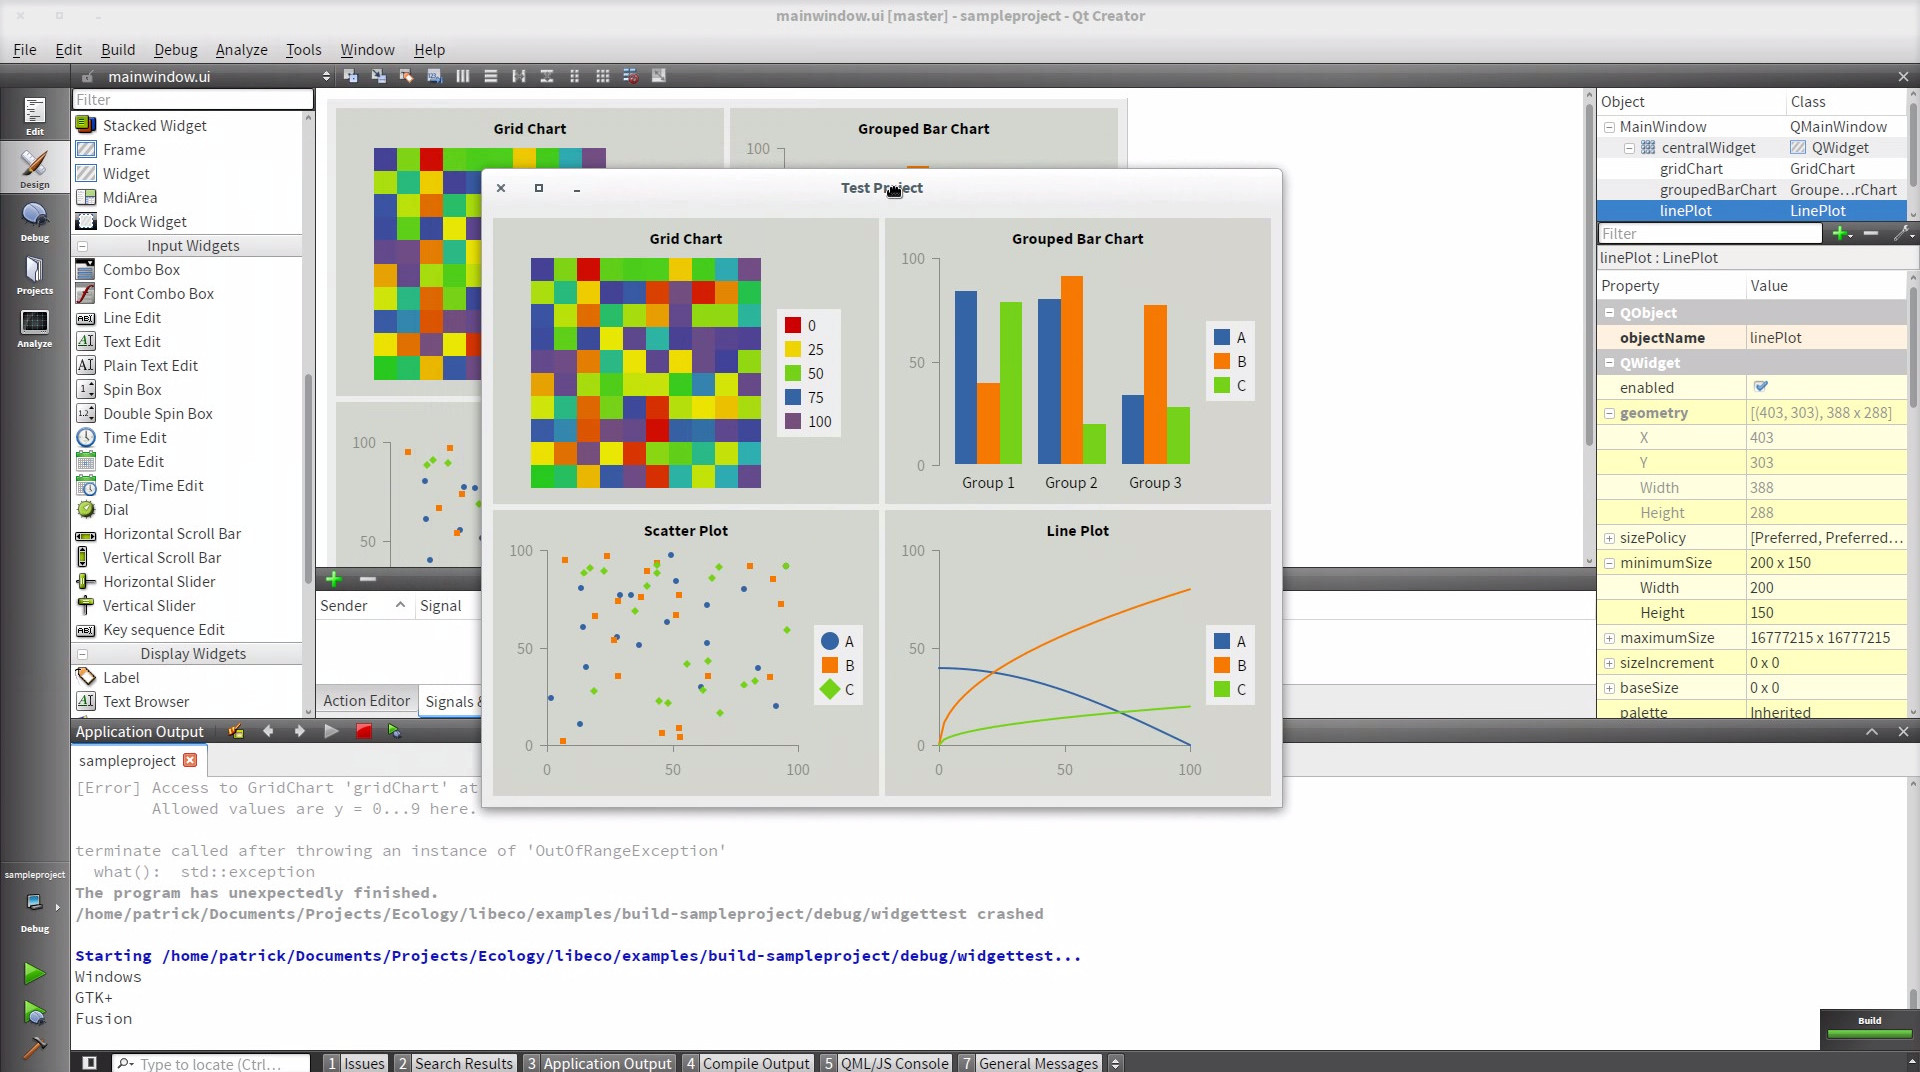 mainwindow.ui [master] - sampleproject - Qt Creator
File Edit Build Debug Analyze Tools Window Help
mainwindow.ui
Filter
Stacked Widget
Frame
Widget
MdiArea
Dock Widget
Input Widgets
Combo Box
Font Combo Box
Line Edit
Text Edit
Plain Text Edit
Spin Box
Double Spin Box
Time Edit
Date Edit
Date/Time Edit
Dial
Horizontal Scroll Bar
Vertical Scroll Bar
Horizontal Slider
Vertical Slider
Key sequence Edit
Display Widgets
Label
Text Browser
Edit
Design
Debug
Projects
Analyze
sampleproject
Debug
Grid Chart
Grouped Bar Chart
100
100
50
Sender Signal
Action Editor Signals &
Test Project
Grid Chart
0
25
50
75
100
Grouped Bar Chart
100
50
0
Group 1 Group 2 Group 3
A
B
C
Scatter Plot
100
50
0
0 50 100
A
B
C
Line Plot
100
50
0
0 50 100
A
B
C
Object Class
MainWindow QMainWindow
centralWidget QWidget
gridChart GridChart
groupedBarChart Groupe...rChart
linePlot LinePlot
Filter
linePlot : LinePlot
Property Value
QObject
objectName linePlot
QWidget
enabled
geometry [(403, 303), 388 x 288]
X 403
Y 303
Width 388
Height 288
sizePolicy [Preferred, Preferred...
minimumSize 200 x 150
Width 200
Height 150
maximumSize 16777215 x 16777215
sizeIncrement 0 x 0
baseSize 0 x 0
palette Inherited
Application Output
sampleproject
[Error] Access to GridChart 'gridChart' at
Allowed values are y = 0...9 here.
terminate called after throwing an instance of 'OutOfRangeException'
what(): std::exception
The program has unexpectedly finished.
/home/patrick/Documents/Projects/Ecology/libeco/examples/build-sampleproject/debug/widgettest crashed
Starting /home/patrick/Documents/Projects/Ecology/libeco/examples/build-sampleproject/debug/widgettest...
Windows
GTK+
Fusion
Build
Type to locate (Ctrl...
1 Issues 2 Search Results 3 Application Output 4 Compile Output 5 QML/JS Console 7 General Messages